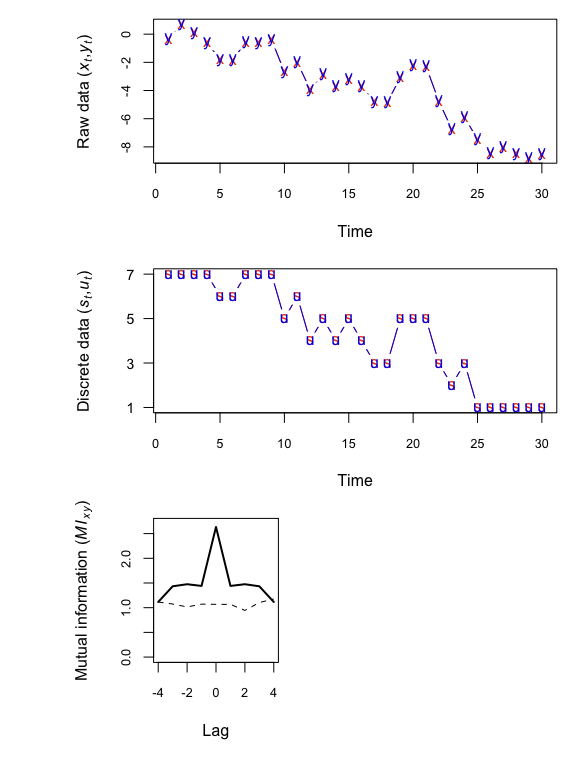 Raw data (x_t,y_t)
0
-2
-4
-6
-8
0 5 10 15 20 25 30
Time
Discrete data (s_t,u_t)
7
5
3
1
0 5 10 15 20 25 30
Time
Mutual information (MI_xy)
2.0
1.0
0.0
-4 -2 0 2 4
Lag